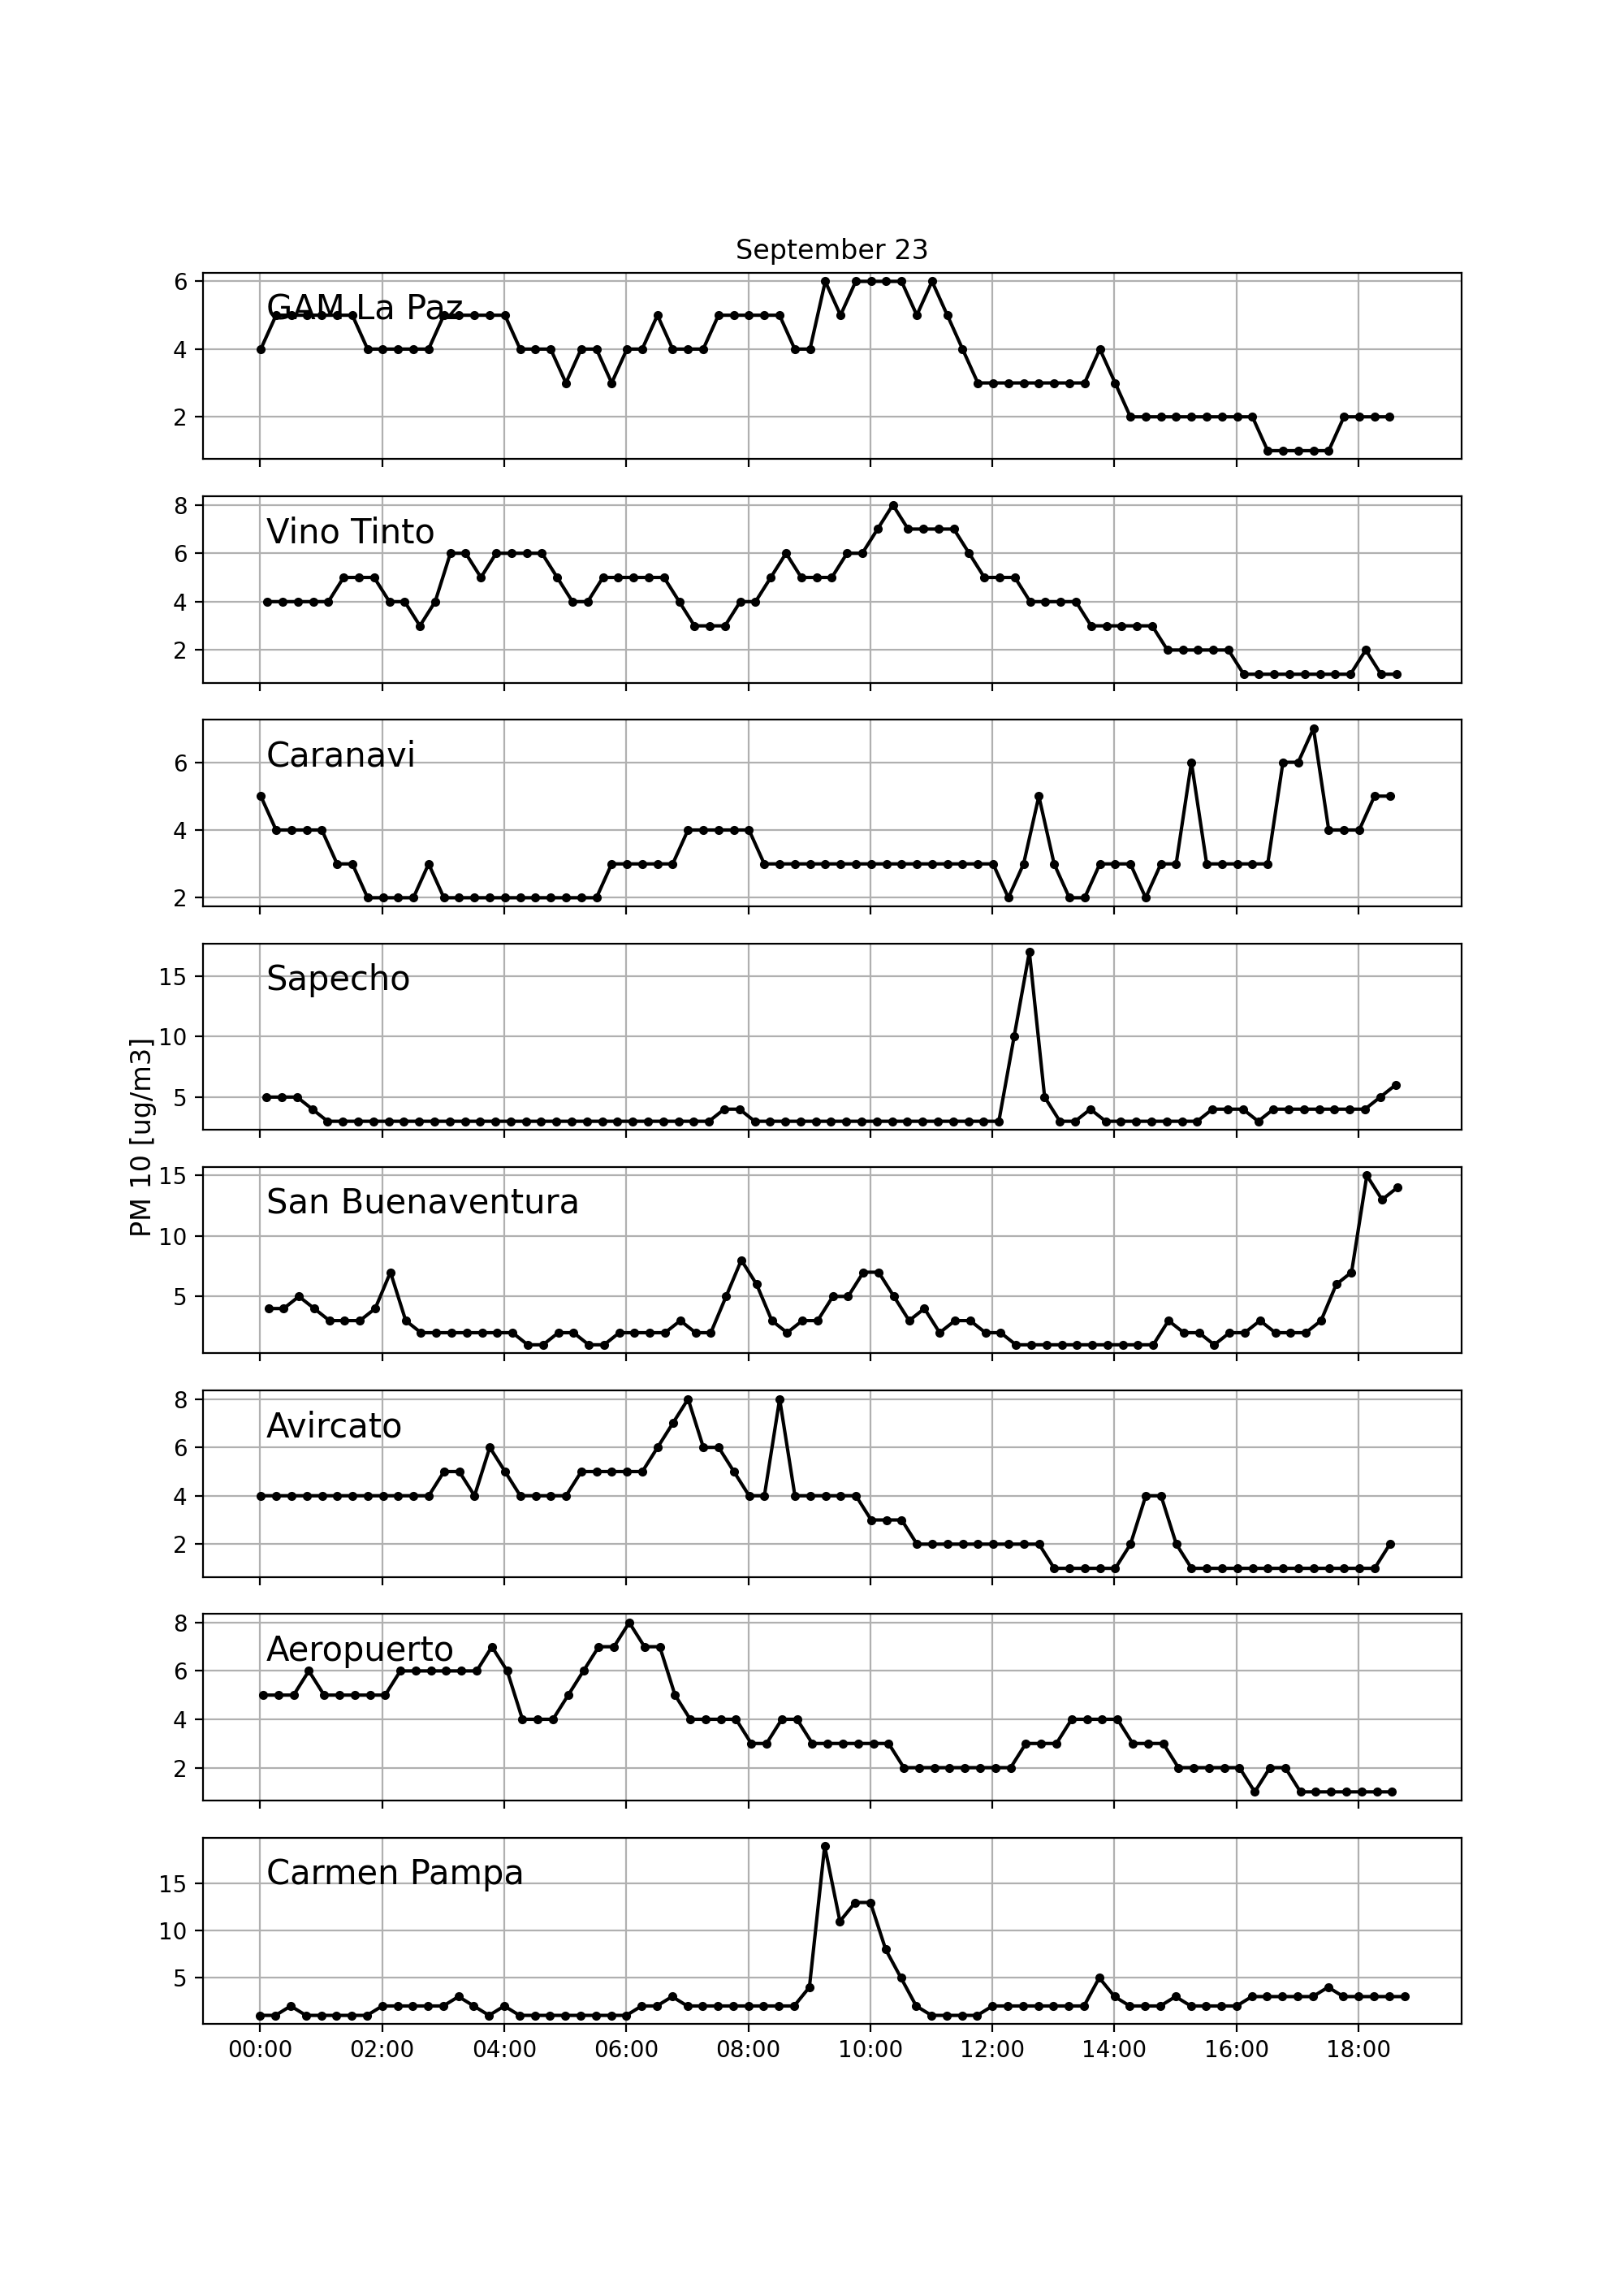 September 23
6
GAM La Paz
4
2
8
Vino Tinto
6
4
2
Caranavi
6
4
2
Sapecho
15
10
5
PM 10 [ug/m3]
15
San Buenaventura
10
5
8
Avircato
6
4
2
8
Aeropuerto
6
4
2
Carmen Pampa
15
10
5
00:00 02:00 04:00 06:00 08:00 10:00 12:00 14:00 16:00 18:00